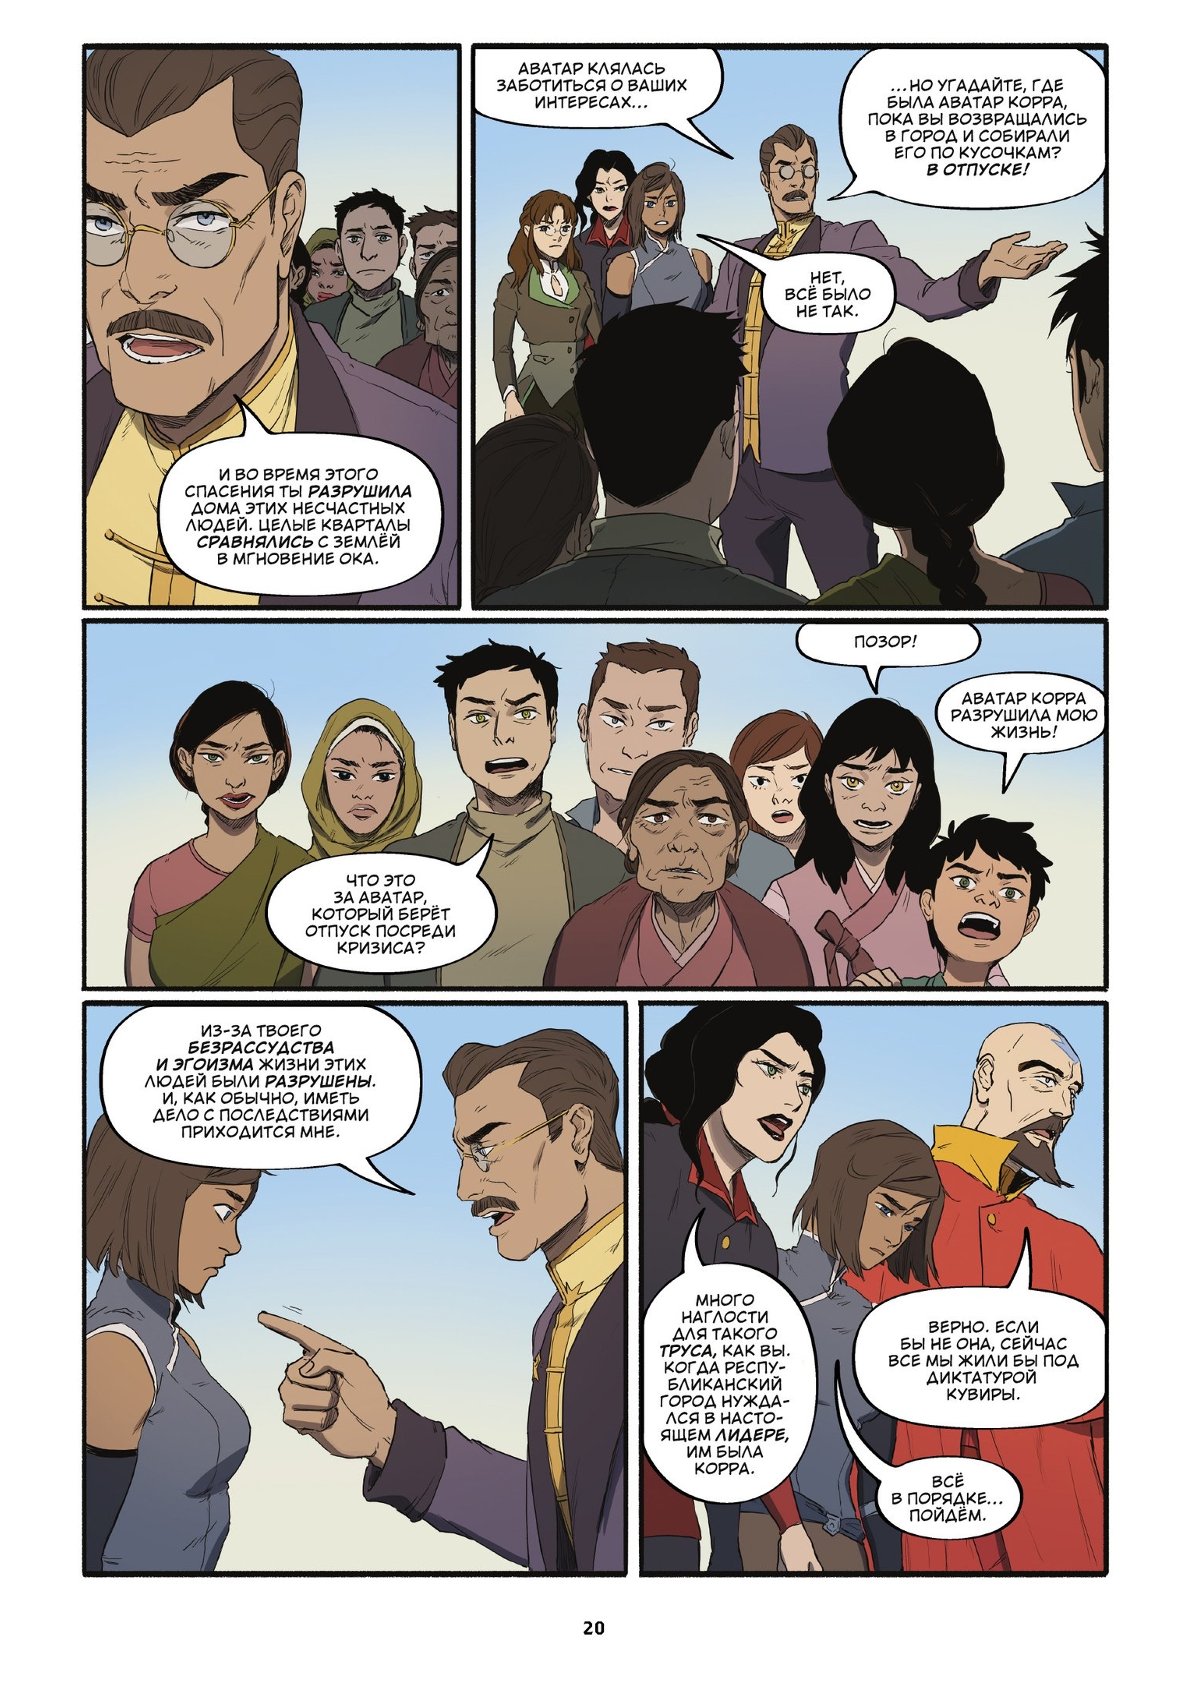 И ВО ВРЕМЯ ЭТОГО
СПАСЕНИЯ ТЫ РАЗРУШИЛА
ДОМА ЭТИХ НЕСЧАСТНЫХ
ЛЮДЕЙ. ЦЕЛЫЕ КВАРТАЛЫ
СРАВНЯЛИСЬ С ЗЕМЛЁЙ
В МГНОВЕНИЕ ОКА.
АВАТАР КЛЯЛАСЬ
ЗАБОТИТЬСЯ О ВАШИХ
ИНТЕРЕСАХ...
...НО УГАДАЙТЕ, ГДЕ
БЫЛА АВАТАР КОРРА,
ПОКА ВЫ ВОЗВРАЩАЛИСЬ
В ГОРОД И СОБИРАЛИ
ЕГО ПО КУСОЧКАМ?
В ОТПУСКЕ!
НЕТ,
ВСЁ БЫЛО
НЕ ТАК.
ПОЗОР!
АВАТАР КОРРА
РАЗРУШИЛА МОЮ
ЖИЗНЬ!
ЧТО ЭТО
ЗА АВАТАР,
КОТОРЫЙ БЕРЁТ
ОТПУСК ПОСРЕДИ
КРИЗИСА?
ИЗ-ЗА ТВОЕГО
БЕЗРАССУДСТВА
И ЭГОИЗМА ЖИЗНИ ЭТИХ
ЛЮДЕЙ БЫЛИ РАЗРУШЕНЫ.
И, КАК ОБЫЧНО, ИМЕТЬ
ДЕЛО С ПОСЛЕДСТВИЯМИ
ПРИХОДИТСЯ МНЕ.
МНОГО
НАГЛОСТИ
ДЛЯ ТАКОГО
ТРУСА, КАК ВЫ.
КОГДА РЕСПУ-
БЛИКАНСКИЙ
ГОРОД НУЖДА-
ЛСЯ В НАСТО-
ЯЩЕМ ЛИДЕРЕ,
ИМ БЫЛА
КОРРА.
ВЕРНО. ЕСЛИ
БЫ НЕ ОНА, СЕЙЧАС
ВСЕ МЫ ЖИЛИ БЫ ПОД
ДИКТАТУРОЙ
КУВИРЫ.
ВСЁ
В ПОРЯДКЕ...
ПОЙДЁМ.
20